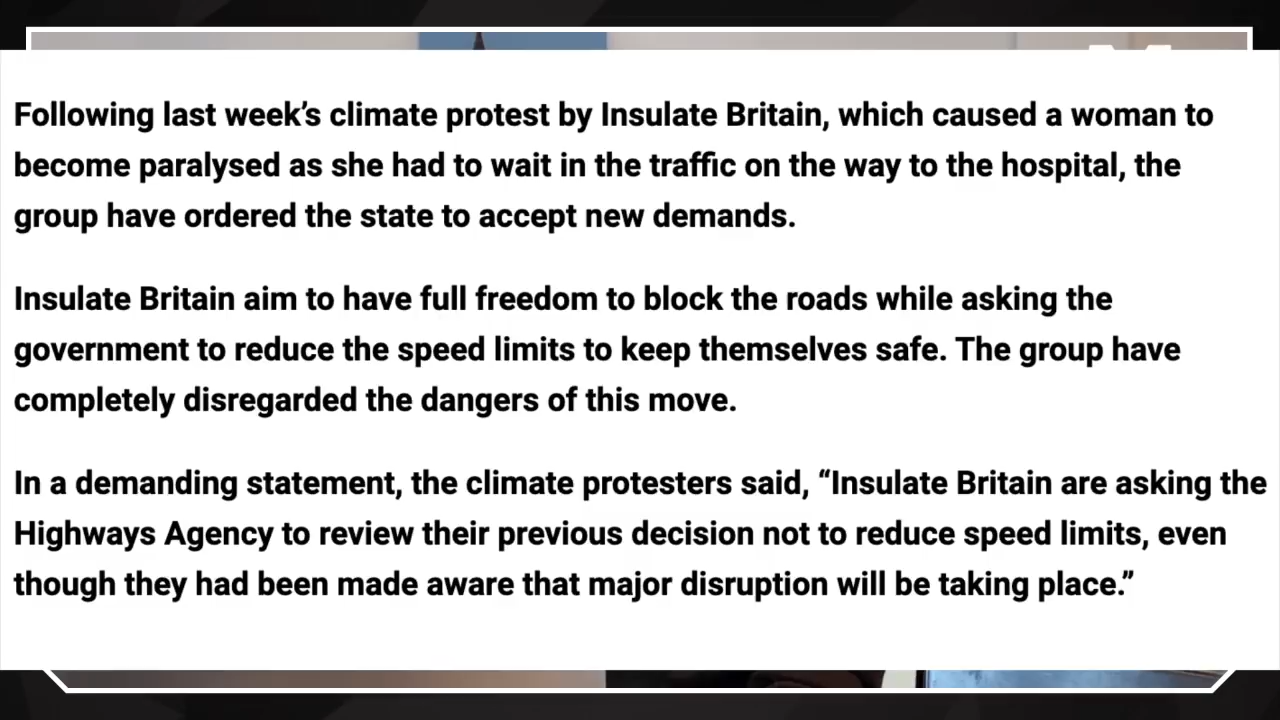 Following last week’s climate protest by Insulate Britain, which caused a woman to
become paralysed as she had to wait in the traffic on the way to the hospital, the
group have ordered the state to accept new demands.
Insulate Britain aim to have full freedom to block the roads while asking the
government to reduce the speed limits to keep themselves safe. The group have
completely disregarded the dangers of this move.
In a demanding statement, the climate protesters said, “Insulate Britain are asking the
Highways Agency to review their previous decision not to reduce speed limits, even
though they had been made aware that major disruption will be taking place.”